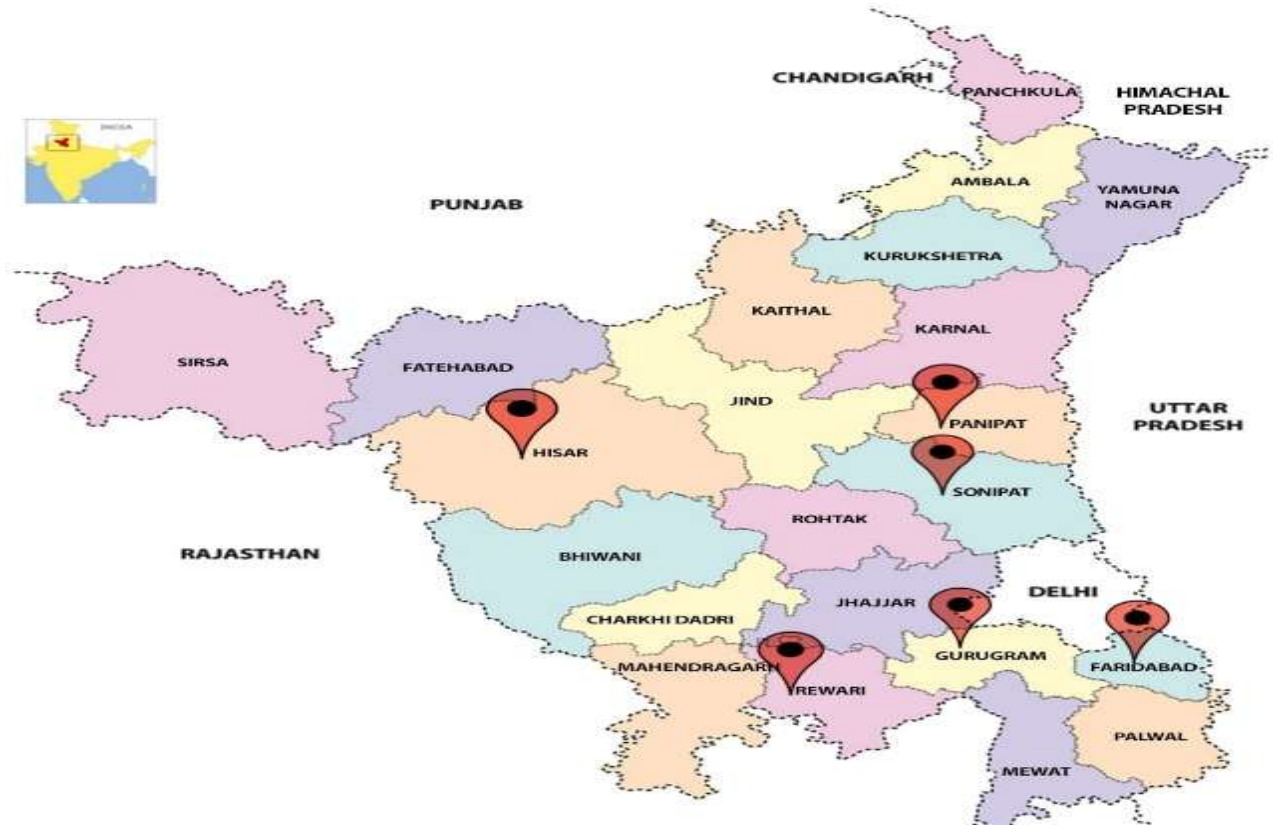 CHANDIGARH
PANCHKULA
HIMACHAL
PRADESH
AMBALA
YAMUNA
NAGAR
PUNJAB
KURUKSHETRA
KAITHAL
KARNAL
SIRSA
FATEHABAD
JIND
PANIPAT
UTTAR
PRADESH
HISAR
SONIPAT
ROHTAK
RAJASTHAN
BHIWANI
DELHI
JHAJJAR
CHARKHI DADRI
GURUGRAM
FARIDABAD
MAHENDRAGARH
REWARI
PALWAL
MEWAT